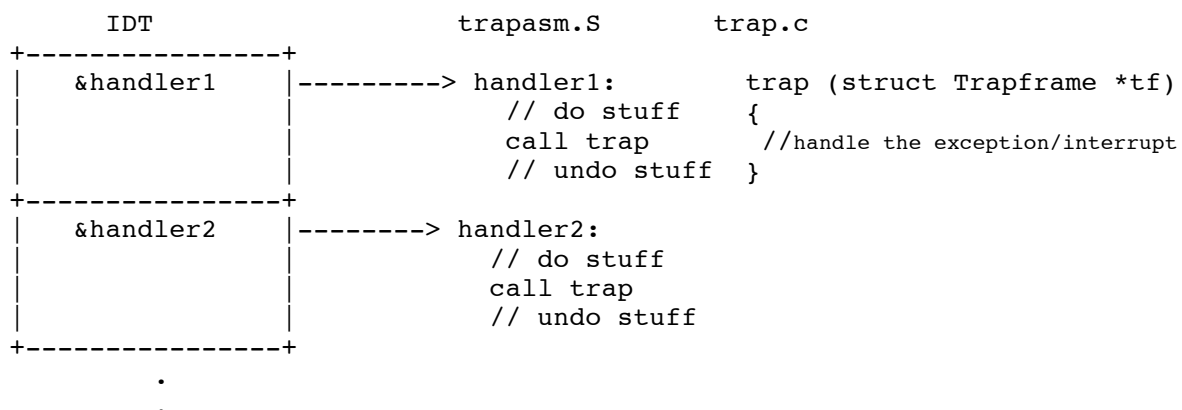 IDT trapasm.S trap.c
+----------------+
| &handler1 |---------> handler1: trap (struct Trapframe *tf)
| | // do stuff {
| | call trap //handle the exception/interrupt
| | // undo stuff }
+----------------+
| &handler2 |--------> handler2:
| | // do stuff
| | call trap
| | // undo stuff
+----------------+
.
.